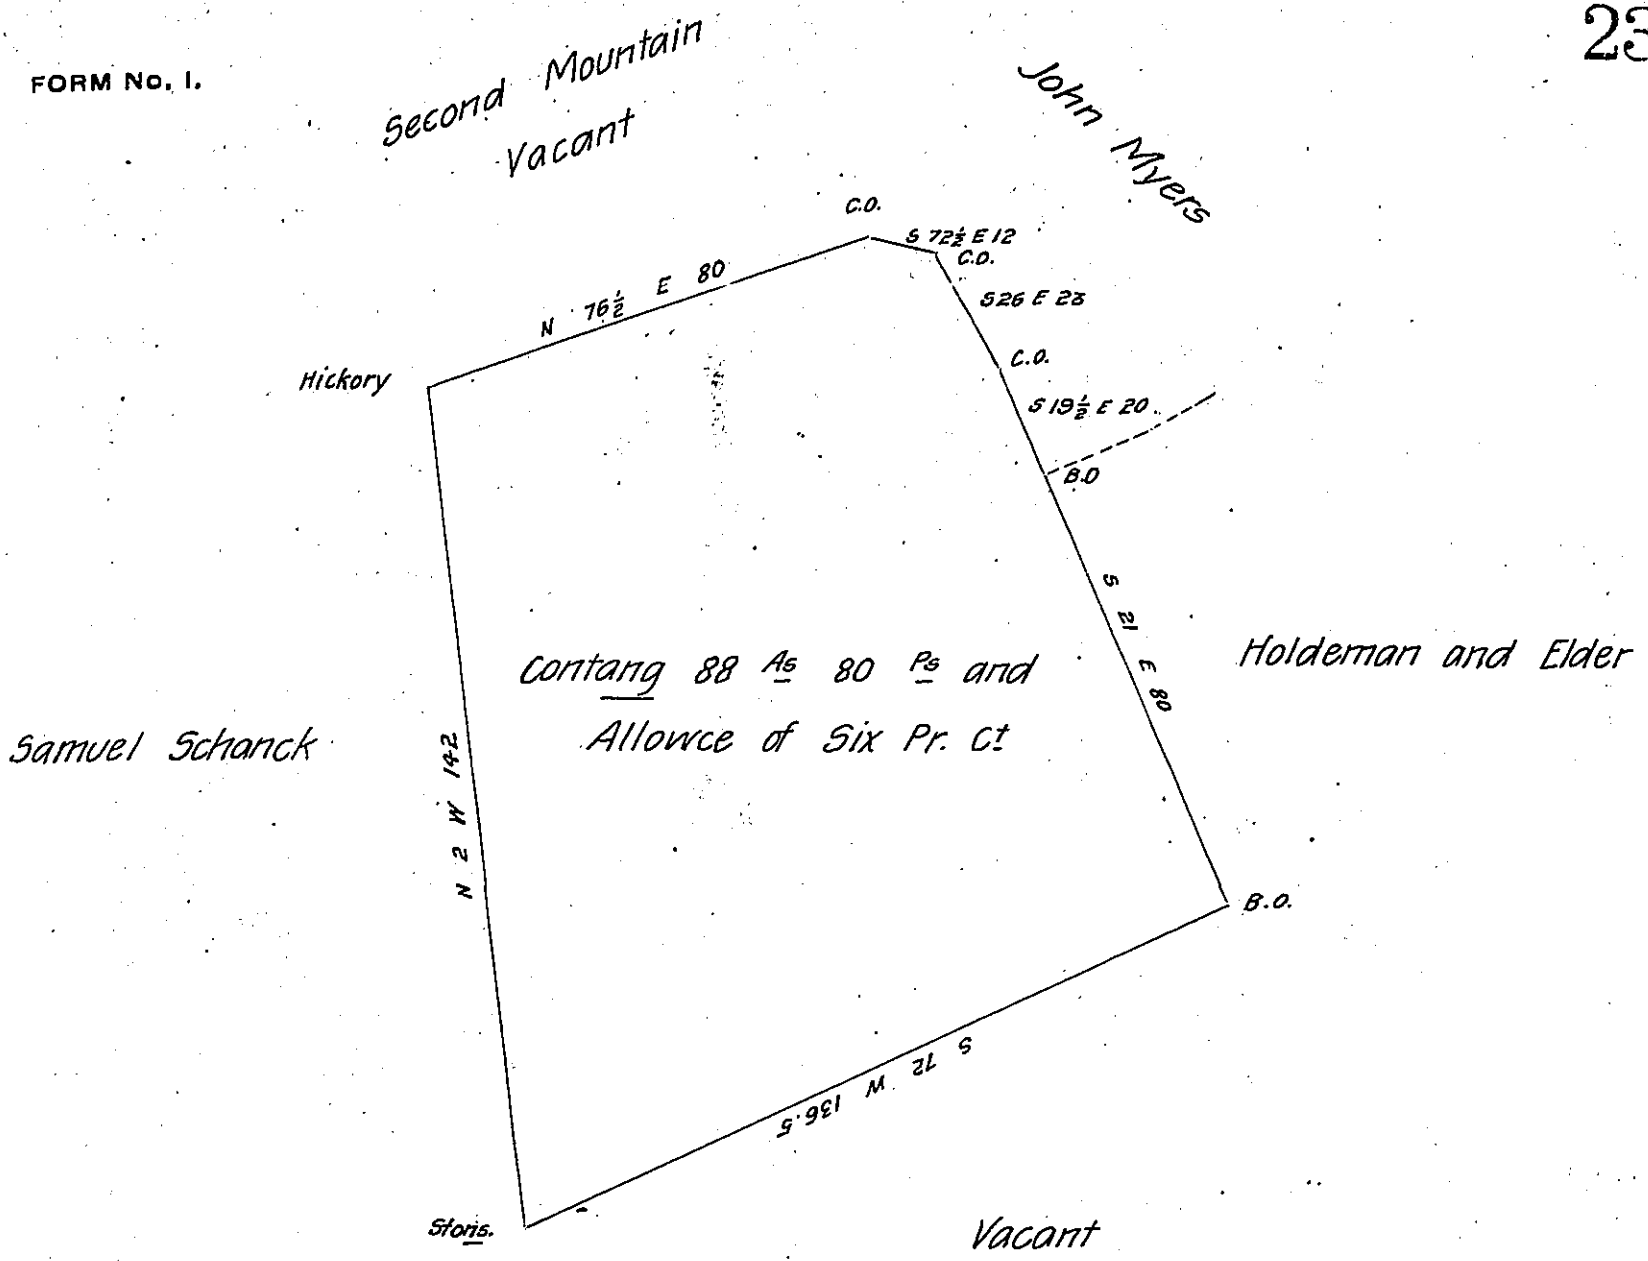 FORM No. 1.
23
Second Mountain
Vacant
John Myers
C.O.
S 72½ E 12
C.O.
N 76½ E 80
S 26 E 23
C.O.
Hickory
S 19½ E 20
B.O
S 21 E 80
Holdeman and Elder
Contang 88 As 80 Ps and
Allowce of Six Pr. Ct
Samuel Schanck
N 2 W 142
B.O.
S 72 W 136.5
Stons.
Vacant